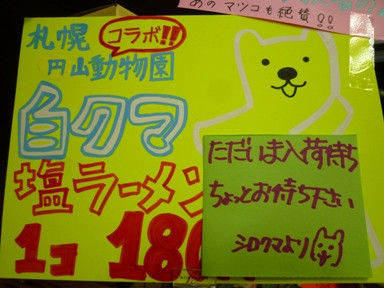 あのマツコも絶賛!!
札幌 コラボ!!
円山動物園
白クマ
塩ラーメン
1コ 180
ただいま入荷待ち
ちょっとお待ち下さい
シロクマより